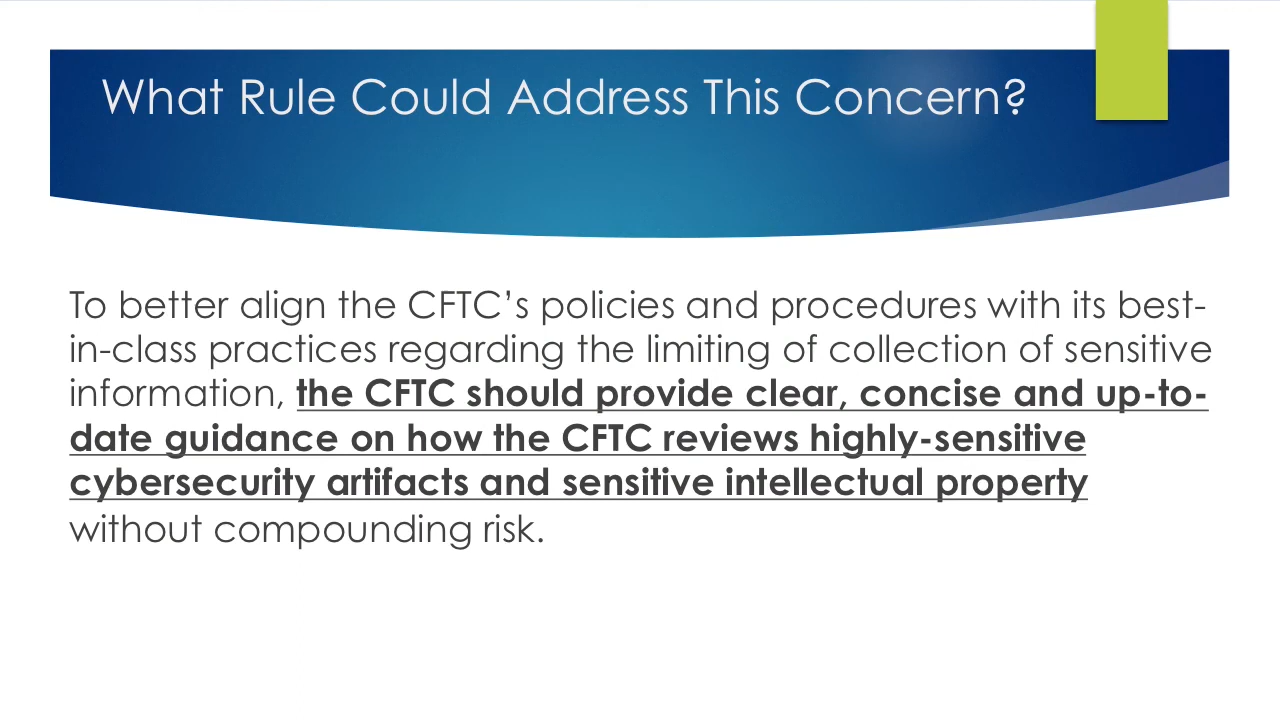 What Rule Could Address This Concern?
To better align the CFTC’s policies and procedures with its best-
in-class practices regarding the limiting of collection of sensitive
information, the CFTC should provide clear, concise and up-to-
date guidance on how the CFTC reviews highly-sensitive
cybersecurity artifacts and sensitive intellectual property
without compounding risk.